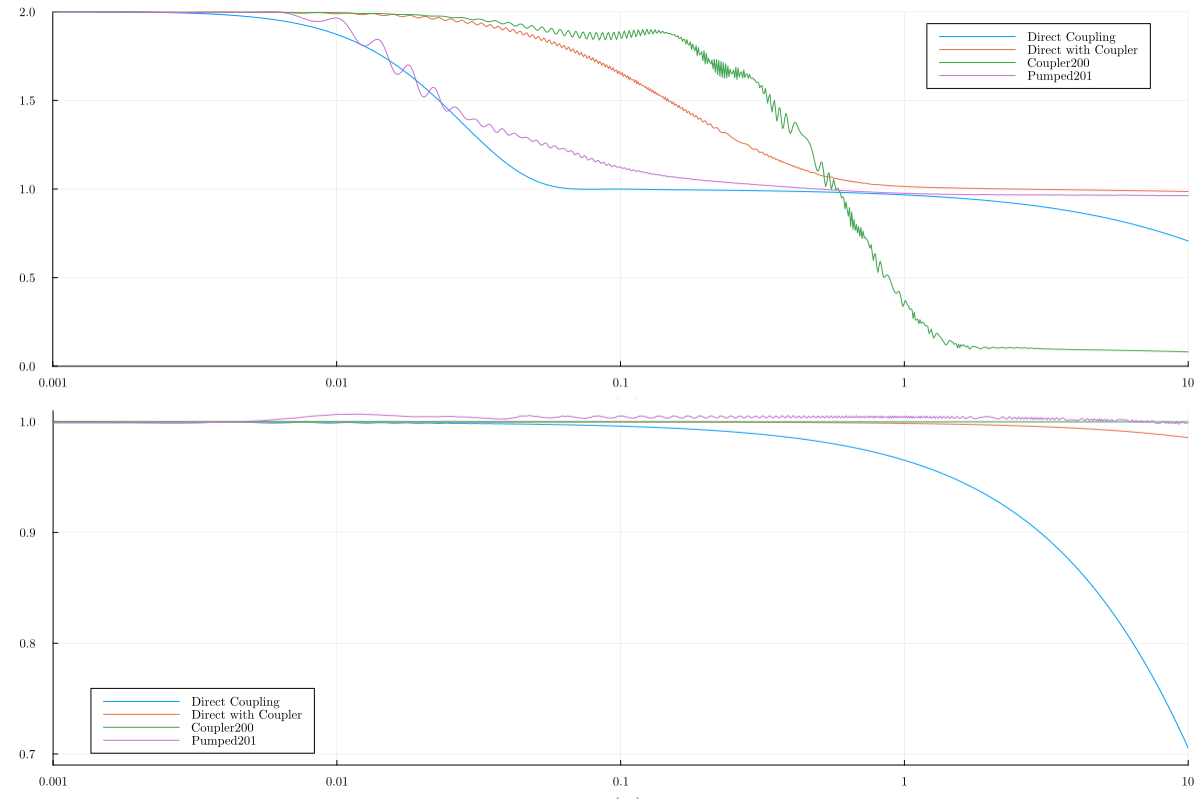 2.0
Direct Coupling
Direct with Coupler
Coupler200
Pumped201
1.5
1.0
0.5
0.0
0.001 0.01 0.1 1 10
1.0
0.9
0.8
Direct Coupling
Direct with Coupler
Coupler200
Pumped201
0.7
0.001 0.01 0.1 1 10